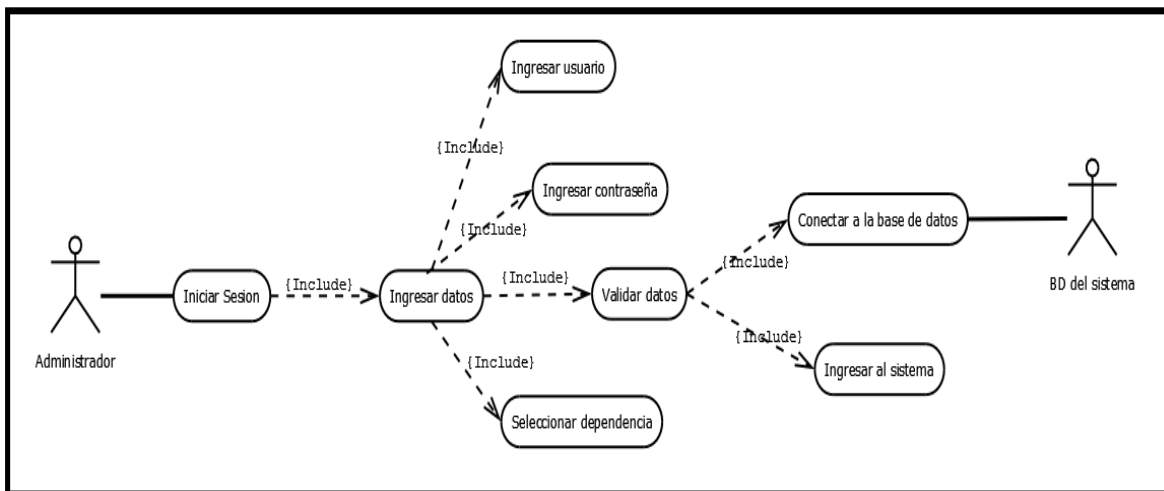 Ingresar usuario
{Include}
Ingresar contraseña
{Include}
Conectar a la base de datos
{Include}
BD del sistema
Iniciar Sesion
{Include}
Ingresar datos
{Include}
Validar datos
Administrador
{Include}
{Include}
Ingresar al sistema
Seleccionar dependencia